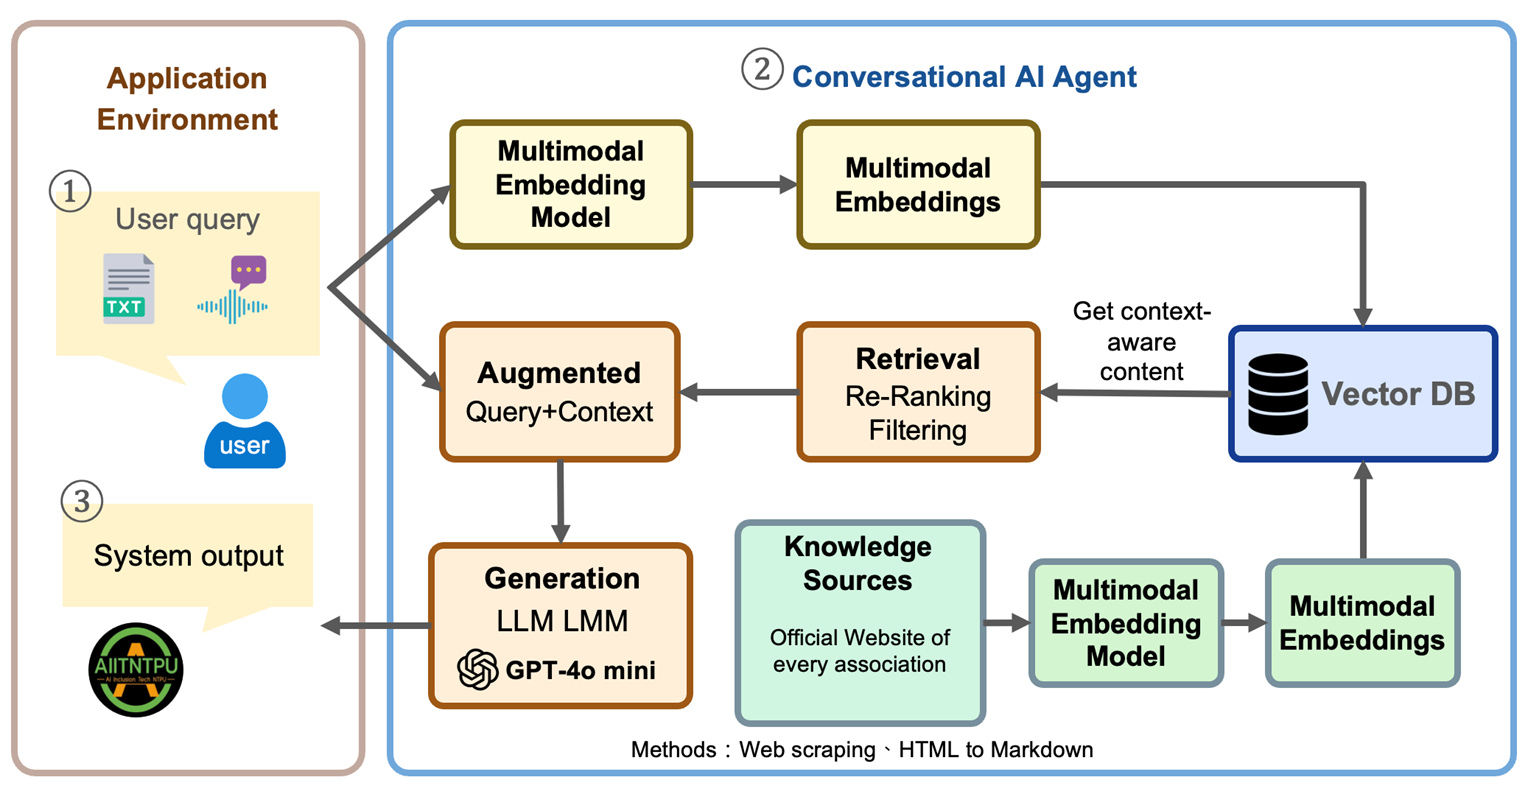 Application
Environment
①
User query
TXT
user
③
System output
AIITNTPU
AI Inclusion Tech NTPU
② Conversational AI Agent
Multimodal
Embedding
Model
Multimodal
Embeddings
Get context-
aware
content
Vector DB
Retrieval
Re-Ranking
Filtering
Augmented
Query+Context
Generation
LLM LMM
GPT-4o mini
Knowledge
Sources
Official Website of
every association
Multimodal
Embedding
Model
Multimodal
Embeddings
Methods：Web scraping、HTML to Markdown